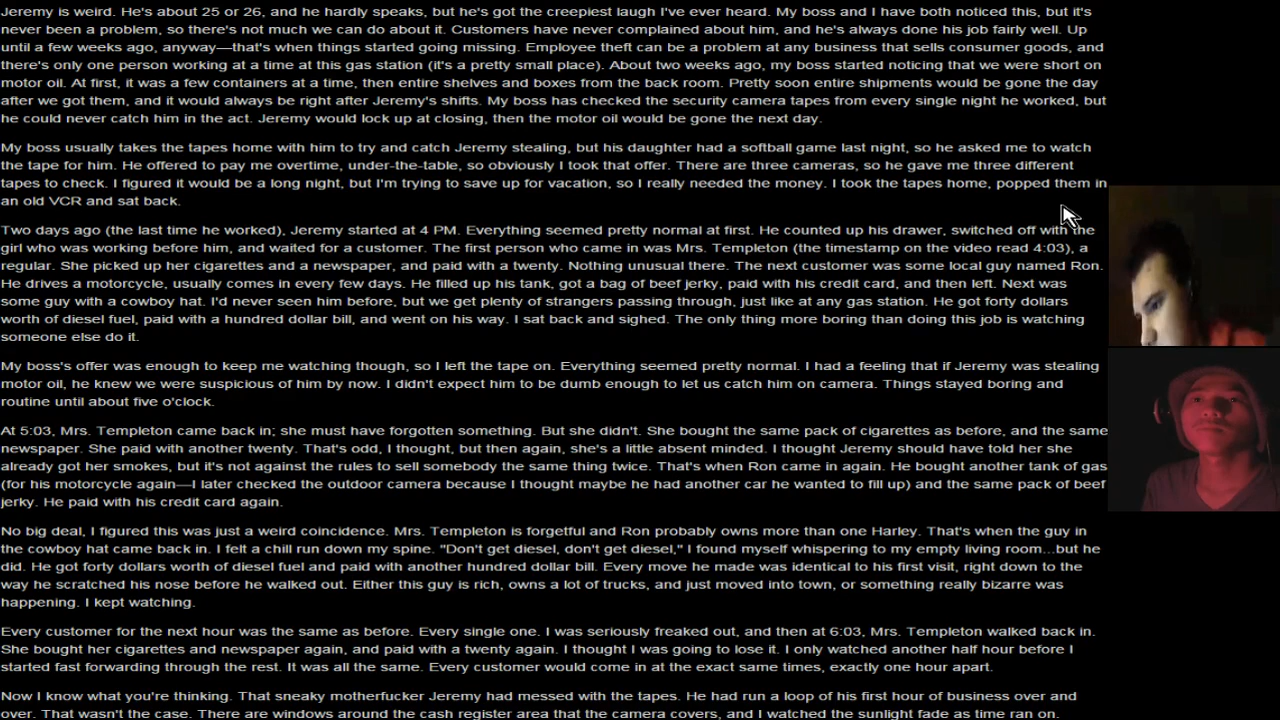 Jeremy is weird. He's about 25 or 26, and he hardly speaks, but he's got the creepiest laugh I've ever heard. My boss and I have both noticed this, but it's
never been a problem, so there's not much we can do about it. Customers have never complained about him, and he's always done his job fairly well. Up
until a few weeks ago, anyway—that's when things started going missing. Employee theft can be a problem at any business that sells consumer goods, and
there's only one person working at a time at this gas station (it's a pretty small place). About two weeks ago, my boss started noticing that we were short on
motor oil. At first, it was a few containers at a time, then entire shelves and boxes from the back room. Pretty soon entire shipments would be gone the day
after we got them, and it would always be right after Jeremy's shifts. My boss has checked the security camera tapes from every single night he worked, but
he could never catch him in the act. Jeremy would lock up at closing, then the motor oil would be gone the next day.
My boss usually takes the tapes home with him to try and catch Jeremy stealing, but his daughter had a softball game last night, so he asked me to watch
the tape for him. He offered to pay me overtime, under-the-table, so obviously I took that offer. There are three cameras, so he gave me three different
tapes to check. I figured it would be a long night, but I'm trying to save up for vacation, so I really needed the money. I took the tapes home, popped them in
an old VCR and sat back.
Two days ago (the last time he worked), Jeremy started at 4 PM. Everything seemed pretty normal at first. He counted up his drawer, switched off with the
girl who was working before him, and waited for a customer. The first person who came in was Mrs. Templeton (the timestamp on the video read 4:03), a
regular. She picked up her cigarettes and a newspaper, and paid with a twenty. Nothing unusual there. The next customer was some local guy named Ron.
He drives a motorcycle, usually comes in every few days. He filled up his tank, got a bag of beef jerky, paid with his credit card, and then left. Next was
some guy with a cowboy hat. I'd never seen him before, but we get plenty of strangers passing through, just like at any gas station. He got forty dollars
worth of diesel fuel, paid with a hundred dollar bill, and went on his way. I sat back and sighed. The only thing more boring than doing this job is watching
someone else do it.
My boss's offer was enough to keep me watching though, so I left the tape on. Everything seemed pretty normal. I had a feeling that if Jeremy was stealing
motor oil, he knew we were suspicious of him by now. I didn't expect him to be dumb enough to let us catch him on camera. Things stayed boring and
routine until about five o'clock.
At 5:03, Mrs. Templeton came back in; she must have forgotten something. But she didn't. She bought the same pack of cigarettes as before, and the same
newspaper. She paid with another twenty. That's odd, I thought, but then again, she's a little absent minded. I thought Jeremy should have told her she
already got her smokes, but it's not against the rules to sell somebody the same thing twice. That's when Ron came in again. He bought another tank of gas
(for his motorcycle again—I later checked the outdoor camera because I thought maybe he had another car he wanted to fill up) and the same pack of beef
jerky. He paid with his credit card again.
No big deal, I figured this was just a weird coincidence. Mrs. Templeton is forgetful and Ron probably owns more than one Harley. That's when the guy in
the cowboy hat came back in. I felt a chill run down my spine. "Don't get diesel, don't get diesel," I found myself whispering to my empty living room...but he
did. He got forty dollars worth of diesel fuel and paid with another hundred dollar bill. Every move he made was identical to his first visit, right down to the
way he scratched his nose before he walked out. Either this guy is rich, owns a lot of trucks, and just moved into town, or something really bizarre was
happening. I kept watching.
Every customer for the next hour was the same as before. Every single one. I was seriously freaked out, and then at 6:03, Mrs. Templeton walked back in.
She bought her cigarettes and newspaper again, and paid with a twenty again. I thought I was going to lose it. I only watched another half hour before I
started fast forwarding through the rest. It was all the same. Every customer would come in at the exact same times, exactly one hour apart.
Now I know what you're thinking. That sneaky motherfucker Jeremy had messed with the tapes. He had run a loop of his first hour of business over and
over. That wasn't the case. There are windows around the cash register area that the camera covers, and I watched the sunlight fade as time ran on.